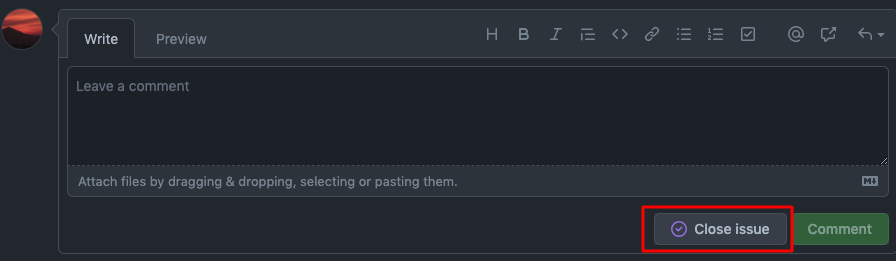 Write Preview
Leave a comment
Attach files by dragging & dropping, selecting or pasting them.
Close issue Comment